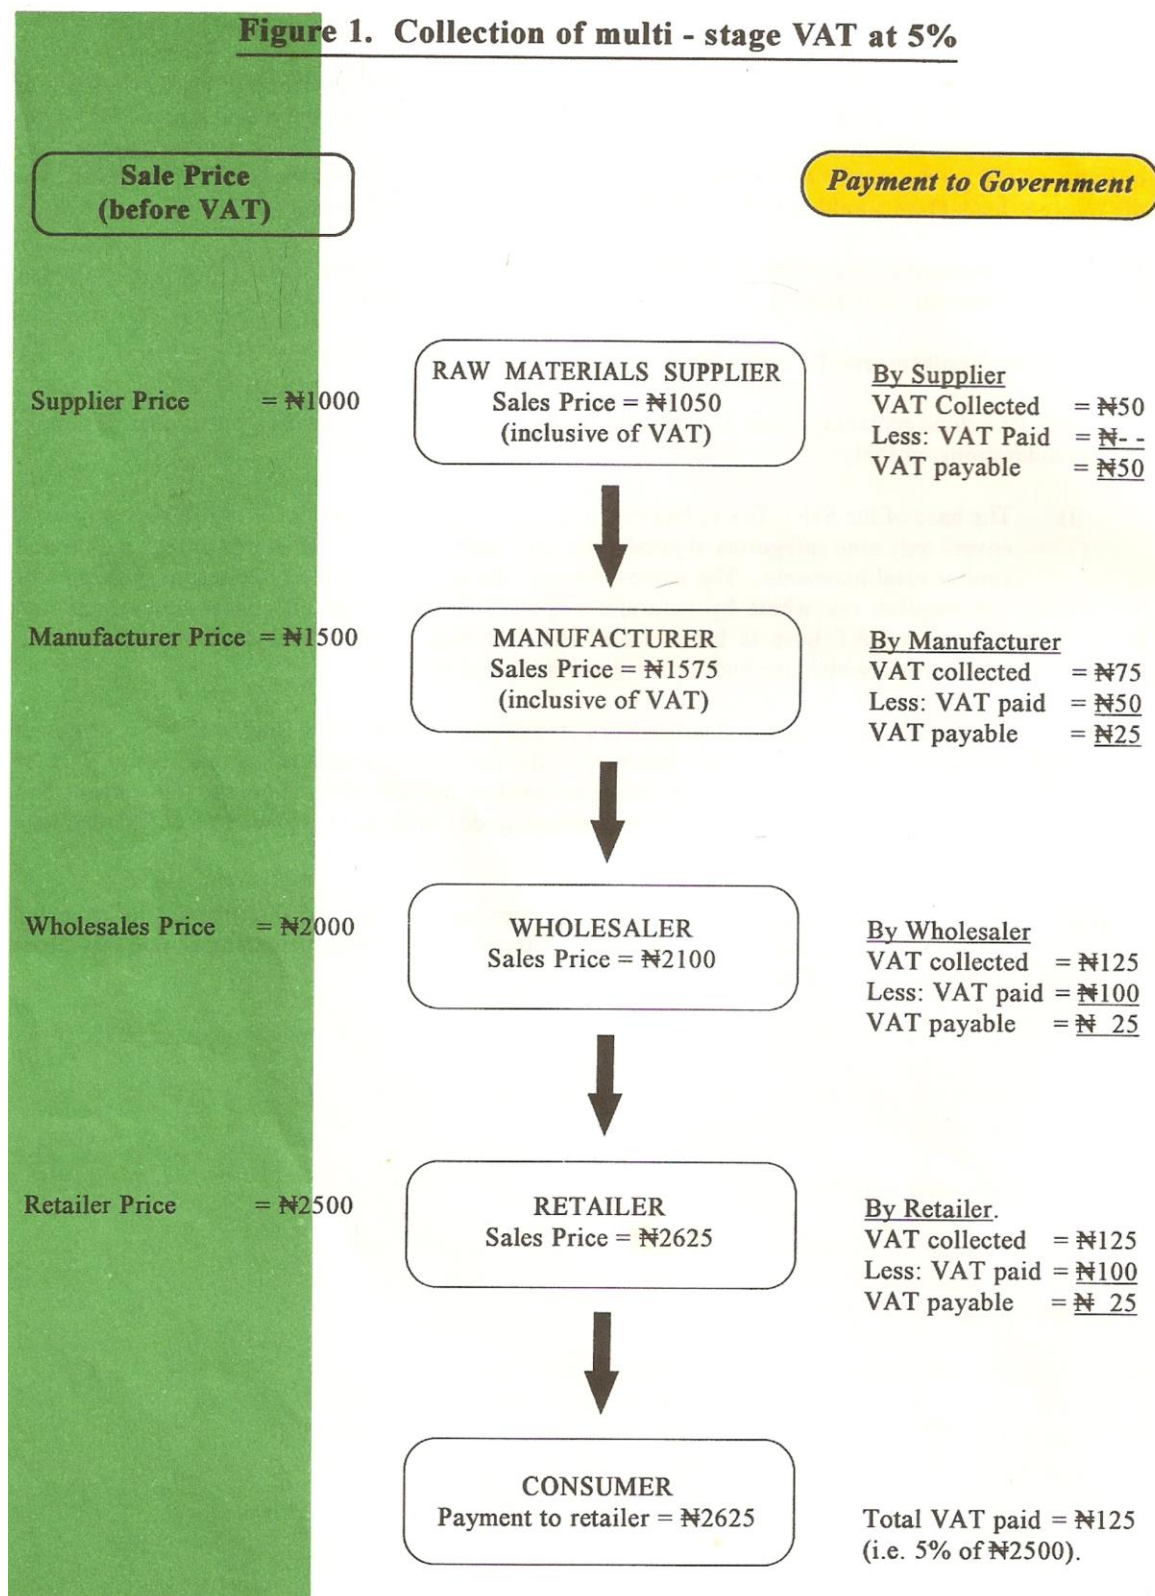 Figure 1. Collection of multi - stage VAT at 5%
Sale Price
(before VAT)
Payment to Government
Supplier Price = ₦1000
RAW MATERIALS SUPPLIER
Sales Price = ₦1050
(inclusive of VAT)
By Supplier
VAT Collected = ₦50
Less: VAT Paid = ₦- -
VAT payable = ₦50
Manufacturer Price = ₦1500
MANUFACTURER
Sales Price = ₦1575
(inclusive of VAT)
By Manufacturer
VAT collected = ₦75
Less: VAT paid = ₦50
VAT payable = ₦25
Wholesales Price = ₦2000
WHOLESALER
Sales Price = ₦2100
By Wholesaler
VAT collected = ₦125
Less: VAT paid = ₦100
VAT payable = ₦ 25
Retailer Price = ₦2500
RETAILER
Sales Price = ₦2625
By Retailer.
VAT collected = ₦125
Less: VAT paid = ₦100
VAT payable = ₦ 25
CONSUMER
Payment to retailer = ₦2625
Total VAT paid = ₦125
(i.e. 5% of ₦2500).